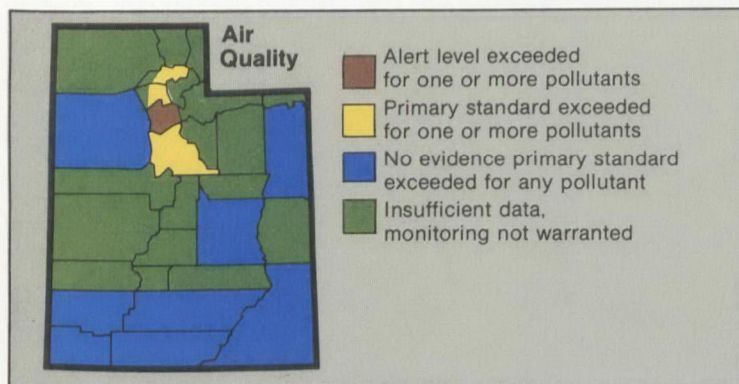 Air
Quality
Alert level exceeded
for one or more pollutants
Primary standard exceeded
for one or more pollutants
No evidence primary standard
exceeded for any pollutant
Insufficient data,
monitoring not warranted